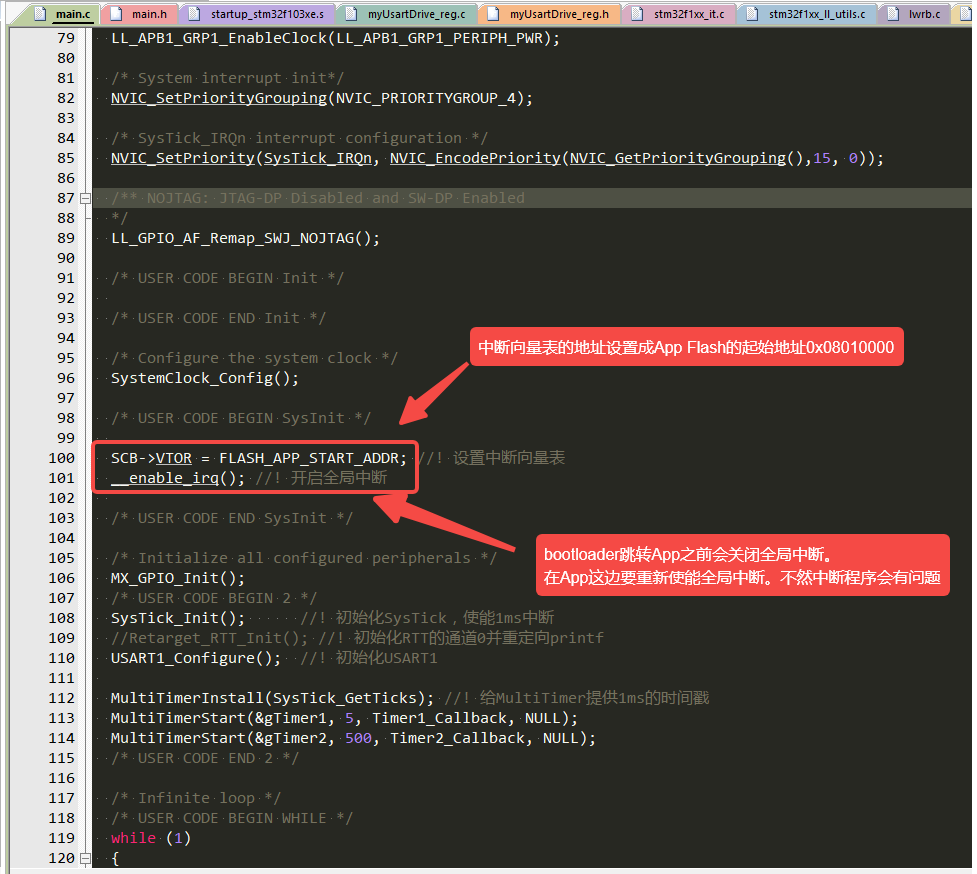 main.c main.h startup_stm32f103xe.s myUsartDrive_reg.c myUsartDrive_reg.h stm32f1xx_it.c stm32f1xx_ll_utils.c lwrb.c
79 LL_APB1_GRP1_EnableClock(LL_APB1_GRP1_PERIPH_PWR);
80
81 /* System interrupt init*/
82 NVIC_SetPriorityGrouping(NVIC_PRIORITYGROUP_4);
83
84 /* SysTick_IRQn interrupt configuration */
85 NVIC_SetPriority(SysTick_IRQn, NVIC_EncodePriority(NVIC_GetPriorityGrouping(),15, 0));
86
87 /** NOJTAG: JTAG-DP Disabled and SW-DP Enabled
88 */
89 LL_GPIO_AF_Remap_SWJ_NOJTAG();
90
91 /* USER CODE BEGIN Init */
92
93 /* USER CODE END Init */
94
中断向量表的地址设置成App Flash的起始地址0x08010000
95 /* Configure the system clock */
96 SystemClock_Config();
97
98 /* USER CODE BEGIN SysInit */
99
100 SCB->VTOR = FLASH_APP_START_ADDR; //! 设置中断向量表
101 __enable_irq(); //! 开启全局中断
102
103 /* USER CODE END SysInit */
104
bootloader跳转App之前会关闭全局中断。
在App这边要重新使能全局中断。不然中断程序会有问题
105 /* Initialize all configured peripherals */
106 MX_GPIO_Init();
107 /* USER CODE BEGIN 2 */
108 SysTick_Init(); //! 初始化SysTick，使能1ms中断
109 //Retarget_RTT_Init(); //! 初始化RTT的通道0并重定向printf
110 USART1_Configure(); //! 初始化USART1
111
112 MultiTimerInstall(SysTick_GetTicks); //! 给MultiTimer提供1ms的时间戳
113 MultiTimerStart(&gTimer1, 5, Timer1_Callback, NULL);
114 MultiTimerStart(&gTimer2, 500, Timer2_Callback, NULL);
115 /* USER CODE END 2 */
116
117 /* Infinite loop */
118 /* USER CODE BEGIN WHILE */
119 while (1)
120 {